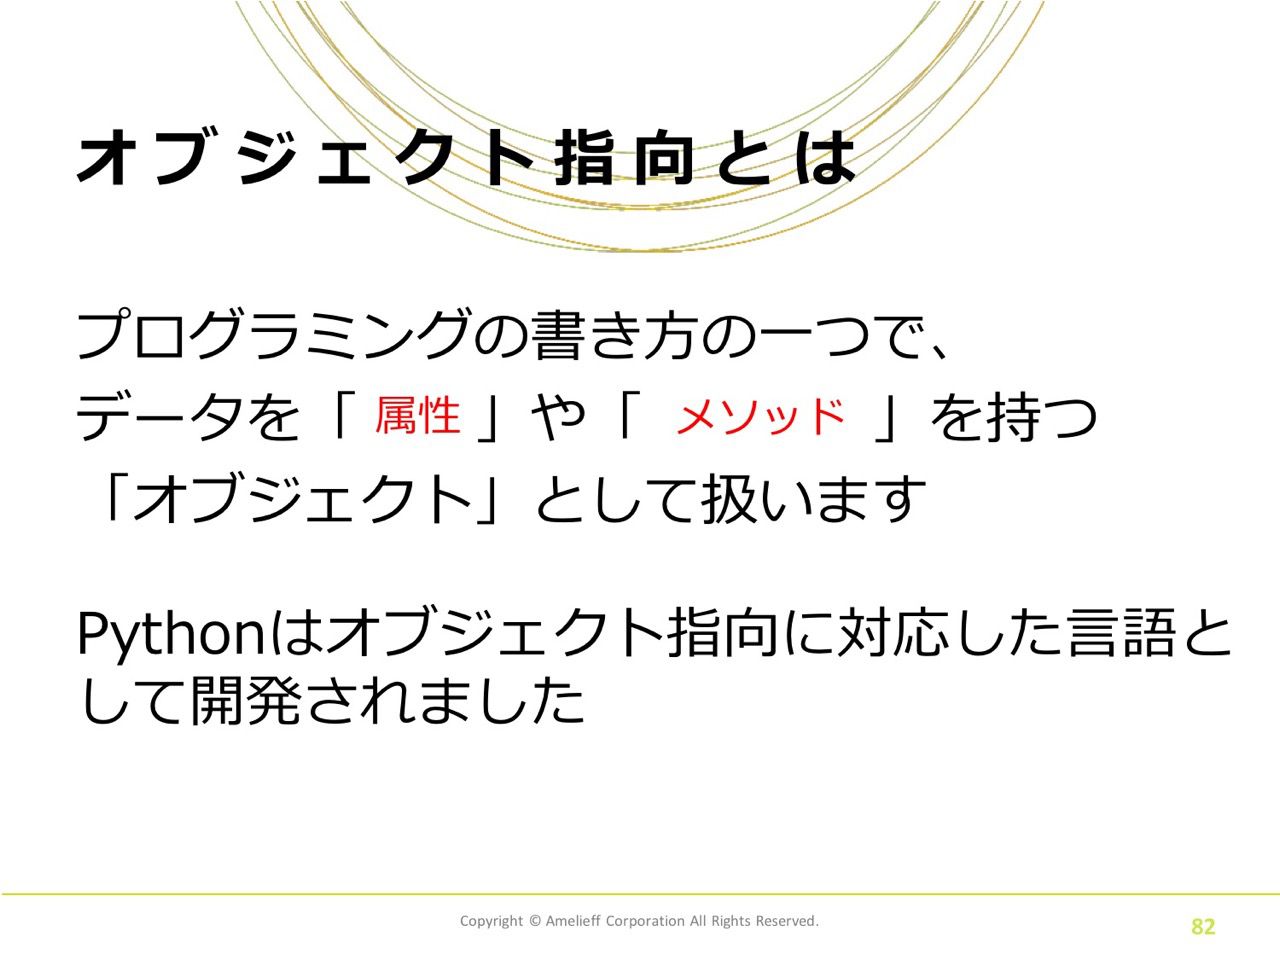 オブジェクト指向とは
プログラミングの書き方の一つで、
データを「 属性 」や「 メソッド 」を持つ
「オブジェクト」として扱います
Pythonはオブジェクト指向に対応した言語と
して開発されました
Copyright © Amelieff Corporation All Rights Reserved.
82